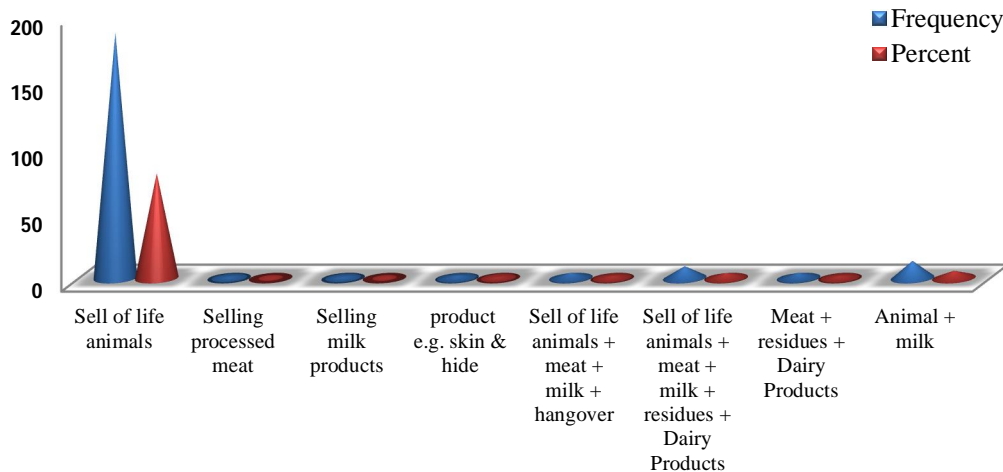 Frequency
Percent
200
150
100
50
0
Sell of life
animals
Selling
processed
meat
Selling
milk
products
product
e.g. skin &
hide
Sell of life
animals +
meat +
milk +
hangover
Sell of life
animals +
meat +
milk +
residues +
Dairy
Products
Meat +
residues +
Dairy
Products
Animal +
milk